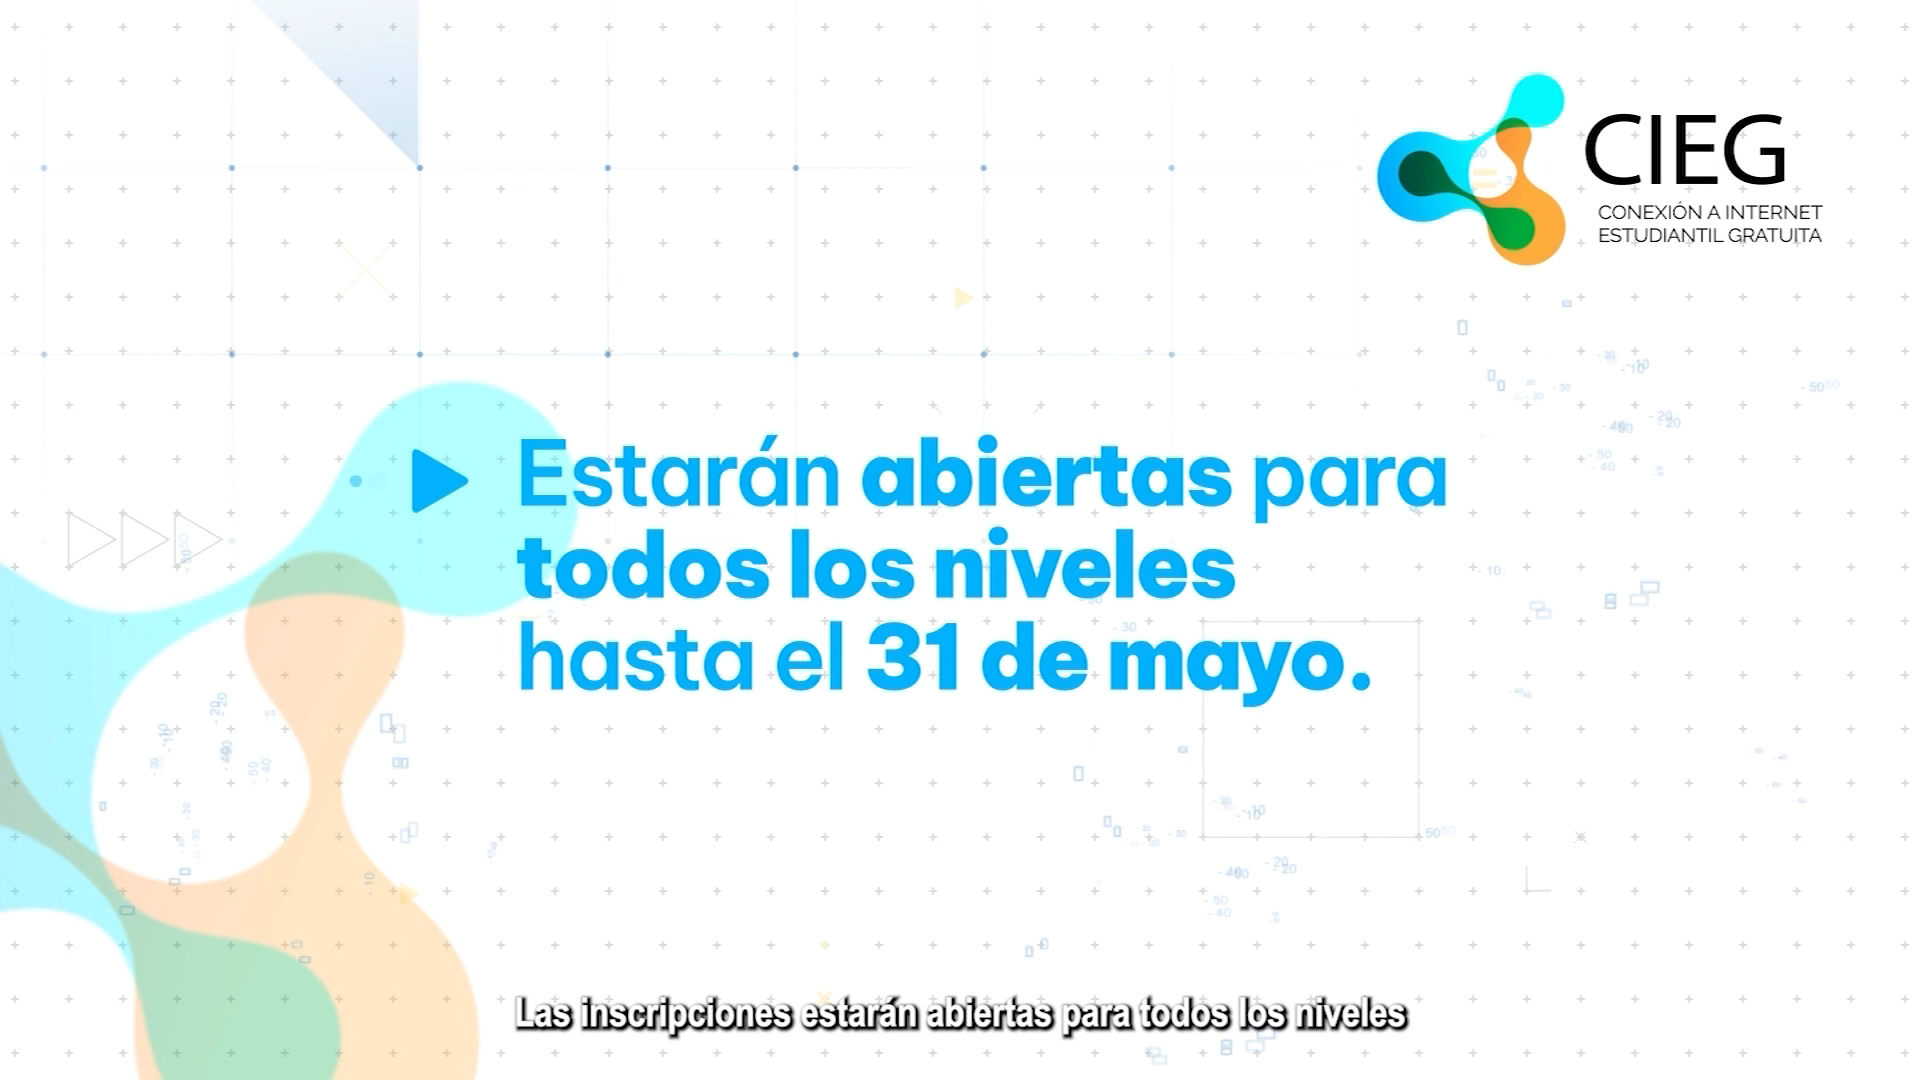 CIEG
CONEXIÓN A INTERNET
ESTUDIANTIL GRATUITA
Estarán abiertas para
todos los niveles
hasta el 31 de mayo.
Las inscripciones estarán abiertas para todos los niveles